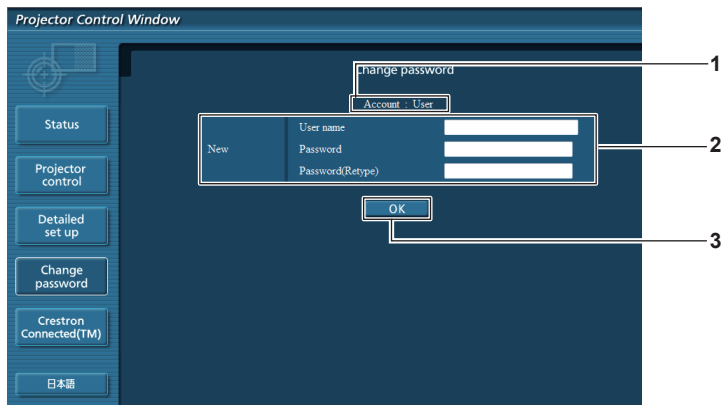 Projector Control Window
Change password
1
Account : User
Status
New
User name
Password
Password(Retype)
2
Projector
control
OK
Detailed
set up
3
Change
password
Crestron
Connected(TM)
日本語